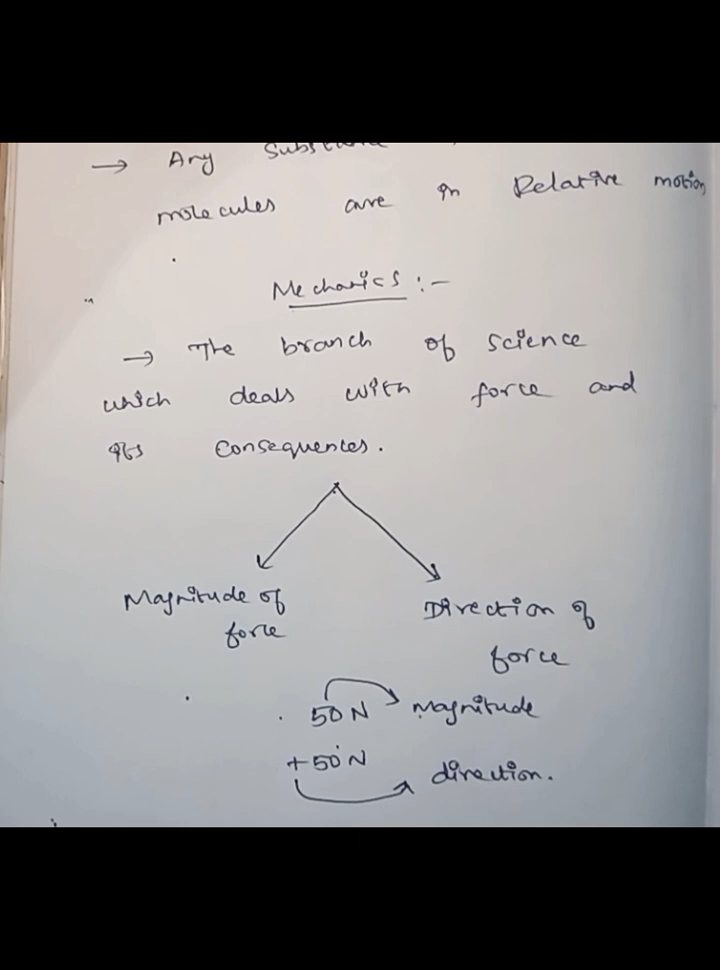 → Any
molecules are in Relative motion
Mechanics :-
→ The branch of science
which deals with force and
its Consequences.
Magnitude of force
Direction of force
50 N → Magnitude
+50 N → direction.